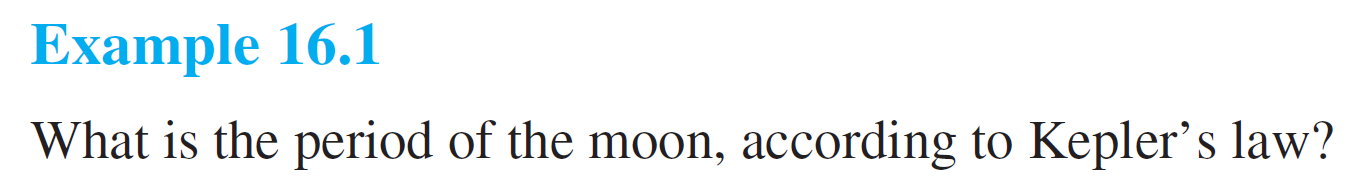 Example 16.1
What is the period of the moon, according to Kepler’s law?